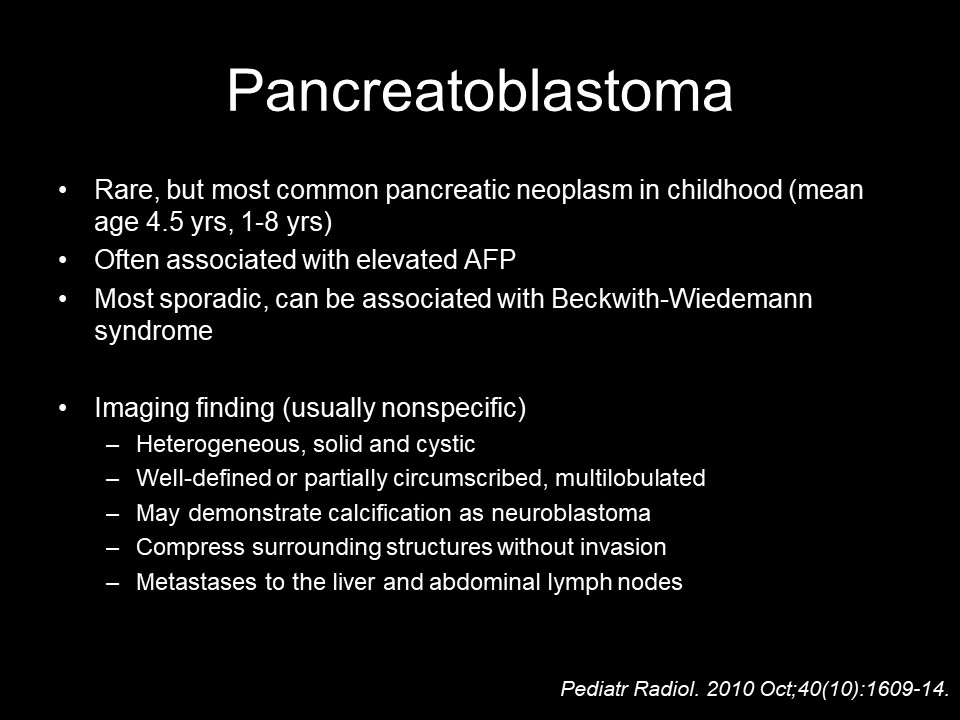 Pancreatoblastoma
• Rare, but most common pancreatic neoplasm in childhood (mean
age 4.5 yrs, 1-8 yrs)
• Often associated with elevated AFP
• Most sporadic, can be associated with Beckwith-Wiedemann
syndrome
• Imaging finding (usually nonspecific)
– Heterogeneous, solid and cystic
– Well-defined or partially circumscribed, multilobulated
– May demonstrate calcification as neuroblastoma
– Compress surrounding structures without invasion
– Metastases to the liver and abdominal lymph nodes
Pediatr Radiol. 2010 Oct;40(10):1609-14.